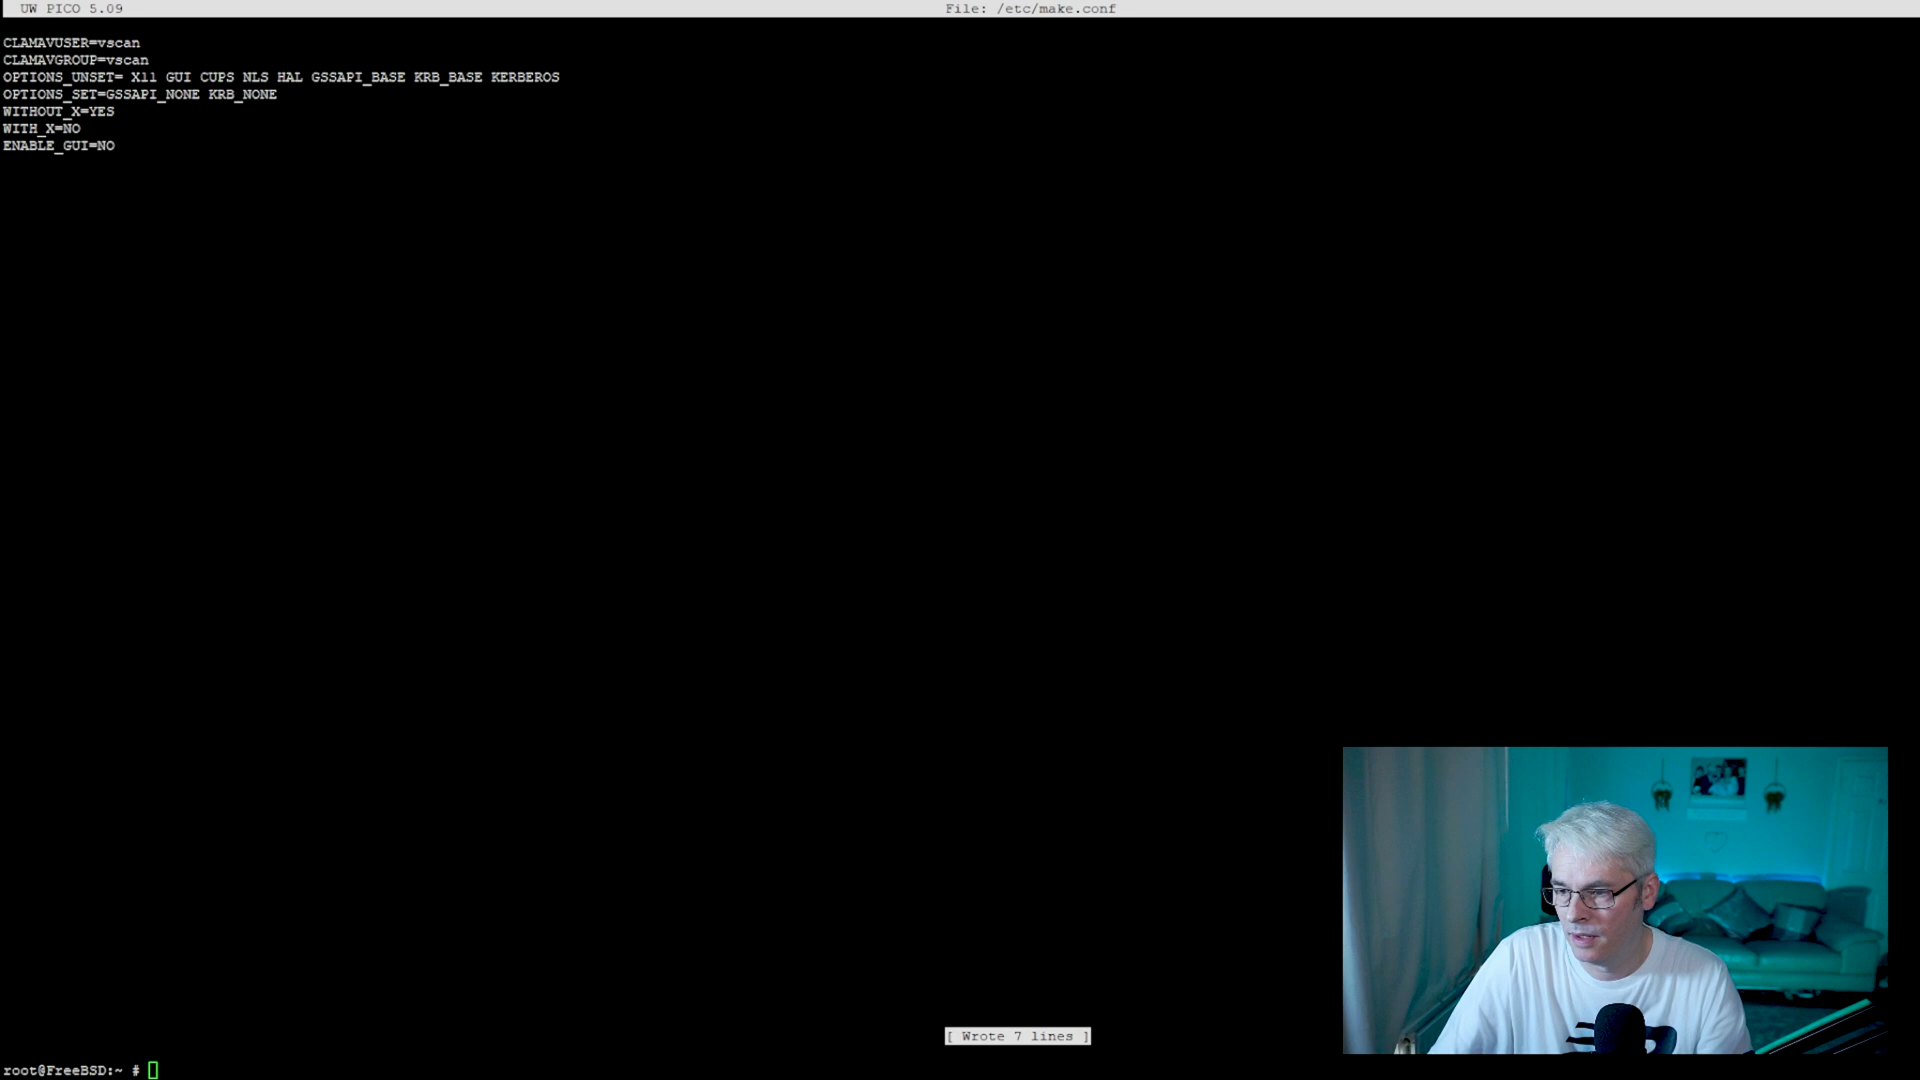 UW PICO 5.09
File: /etc/make.conf
CLAMAVUSER=vscan
CLAMAVGROUP=vscan
OPTIONS_UNSET= X11 GUI CUPS NLS HAL GSSAPI_BASE KRB_BASE KERBEROS
OPTIONS_SET=GSSAPI_NONE KRB_NONE
WITHOUT_X=YES
WITH_X=NO
ENABLE_GUI=NO
[ Wrote 7 lines ]
root@FreeBSD:~ #